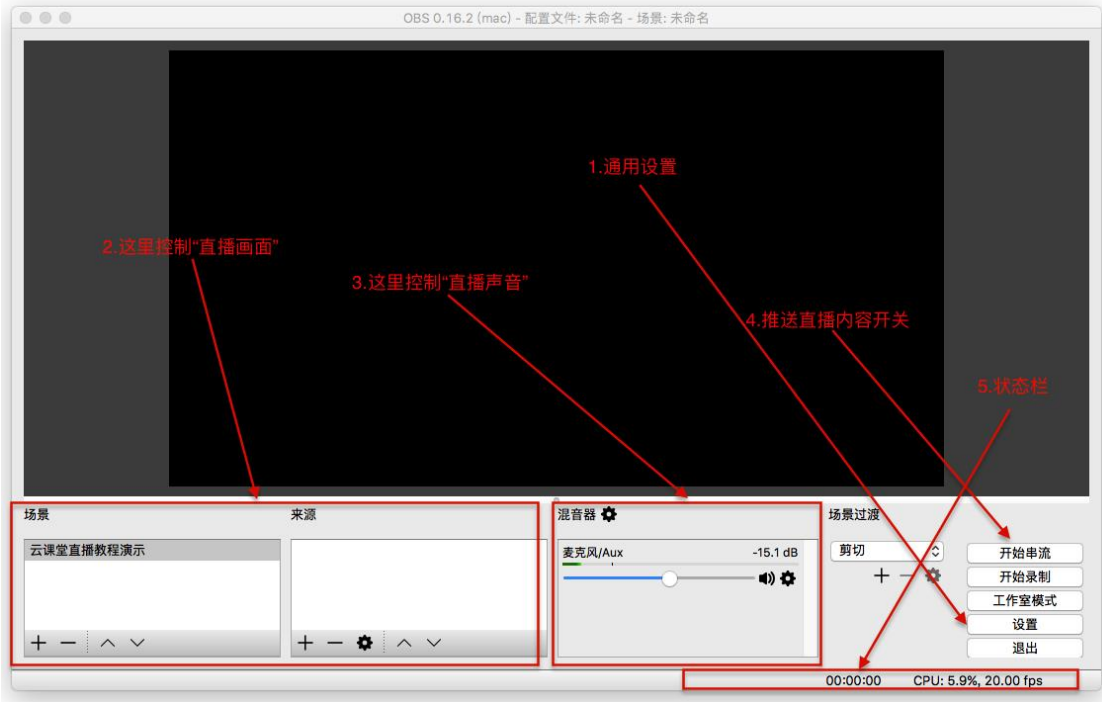 OBS 0.16.2 (mac) - 配置文件: 未命名 - 场景: 未命名
1.通用设置
2.这里控制“直播画面”
3.这里控制“直播声音”
4.推送直播内容开关
5.状态栏
场景
来源
混音器
场景过渡
云课堂直播教程演示
麦克风/Aux
-15.1 dB
剪切
开始串流
开始录制
工作室模式
设置
退出
00:00:00
CPU: 5.9%, 20.00 fps